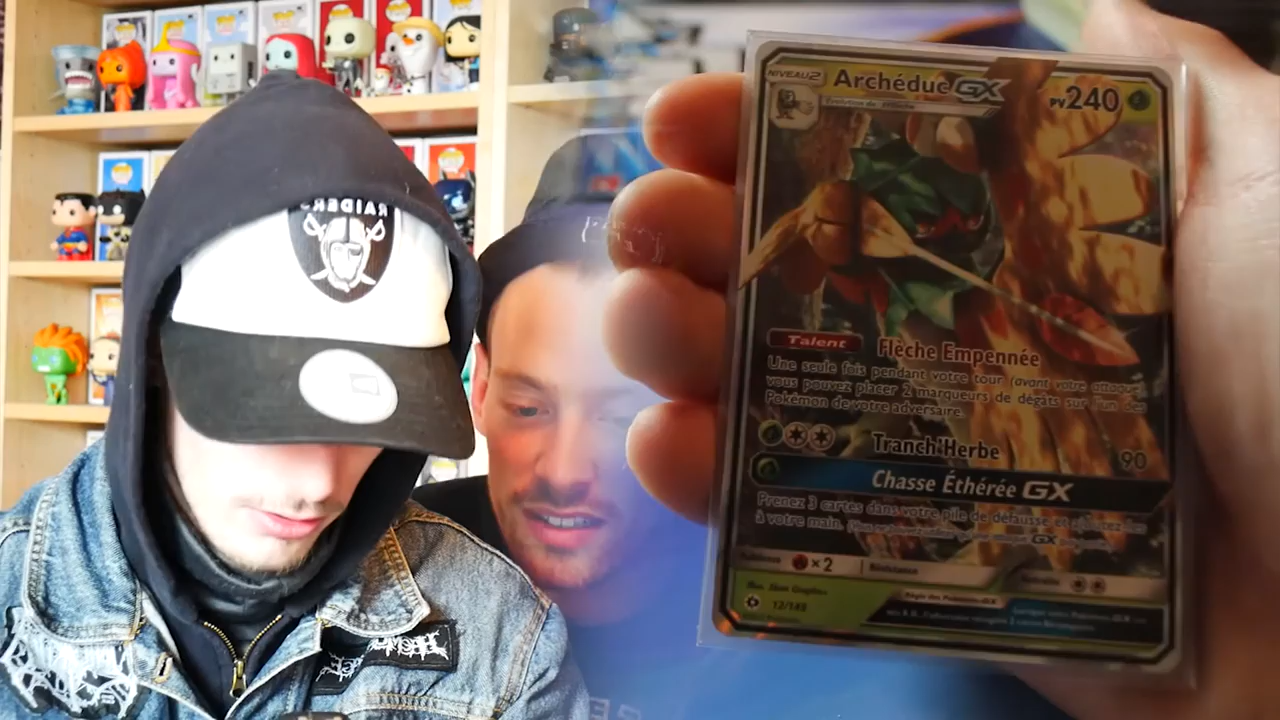 RAIDERS
NIVEAU 2
Archéduc GX
PV 240
Talent
Flèche Empennée
Une seule fois pendant votre tour (avant votre attaque),
vous pouvez placer 2 marqueurs de dégâts sur l'un des
Pokémon de votre adversaire.
Tranch'Herbe 90
Chasse Éthérée GX
Prenez 3 cartes dans votre pile de défausse et ajoutez-les
à votre main.
× 2
Résistance
12/149